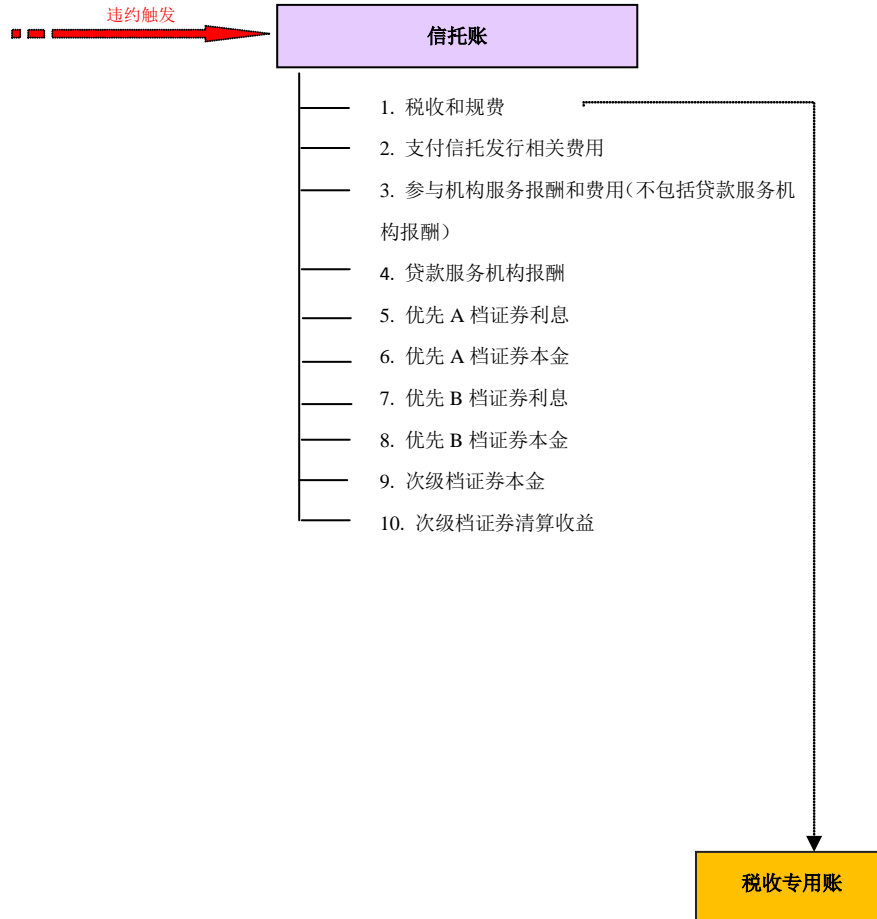 违约触发
信托账
1. 税收和规费
2. 支付信托发行相关费用
3. 参与机构服务报酬和费用（不包括贷款服务机
构报酬）
4. 贷款服务机构报酬
5. 优先 A 档证券利息
6. 优先 A 档证券本金
7. 优先 B 档证券利息
8. 优先 B 档证券本金
9. 次级档证券本金
10. 次级档证券清算收益
税收专用账